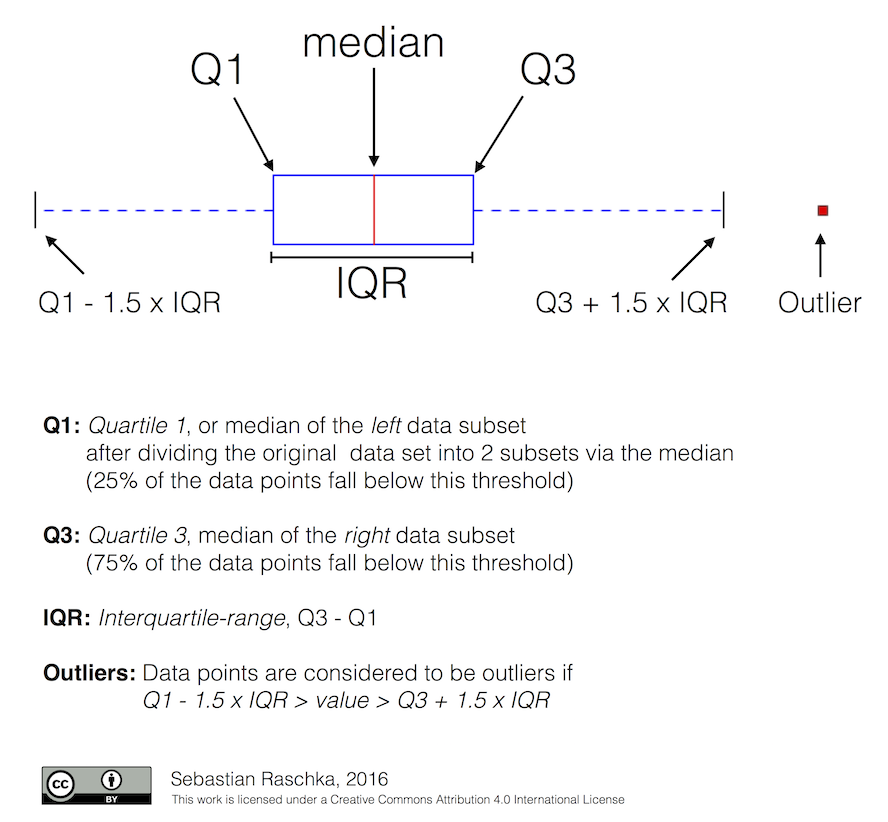 median
Q1
Q3
IQR
Q1 - 1.5 x IQR
Q3 + 1.5 x IQR
Outlier
Q1: Quartile 1, or median of the left data subset
after dividing the original data set into 2 subsets via the median
(25% of the data points fall below this threshold)
Q3: Quartile 3, median of the right data subset
(75% of the data points fall below this threshold)
IQR: Interquartile-range, Q3 - Q1
Outliers: Data points are considered to be outliers if
Q1 - 1.5 x IQR > value > Q3 + 1.5 x IQR
cc
BY
Sebastian Raschka, 2016
This work is licensed under a Creative Commons Attribution 4.0 International License